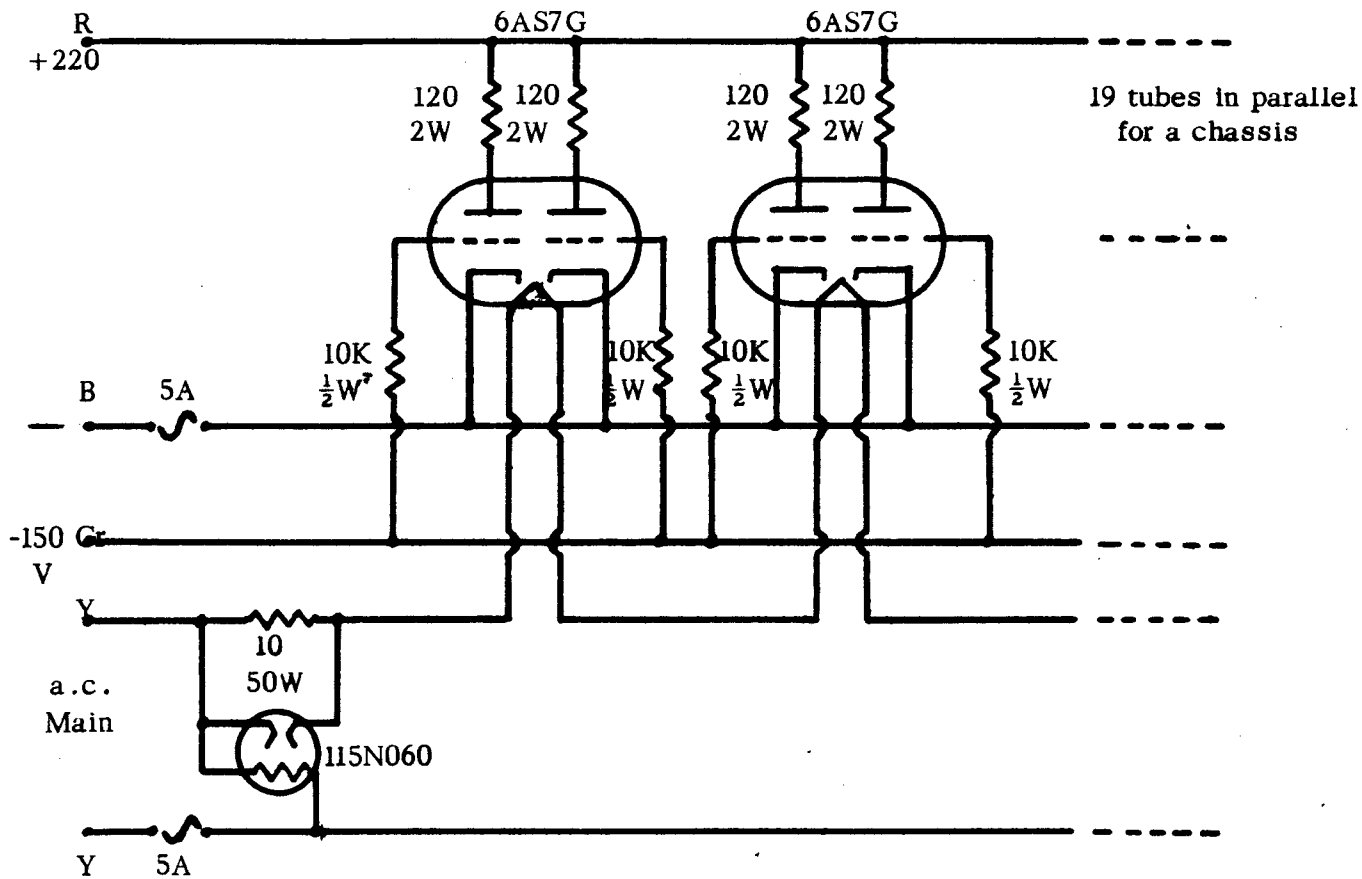 R
6AS7G
6AS7G
+220
120
2W
120
2W
120
2W
120
2W
19 tubes in parallel
for a chassis
10K
½W
10K
½W
10K
½W
10K
½W
B
5A
-150 Gr
V
Y
10
50W
a.c.
Main
115N060
Y
5A